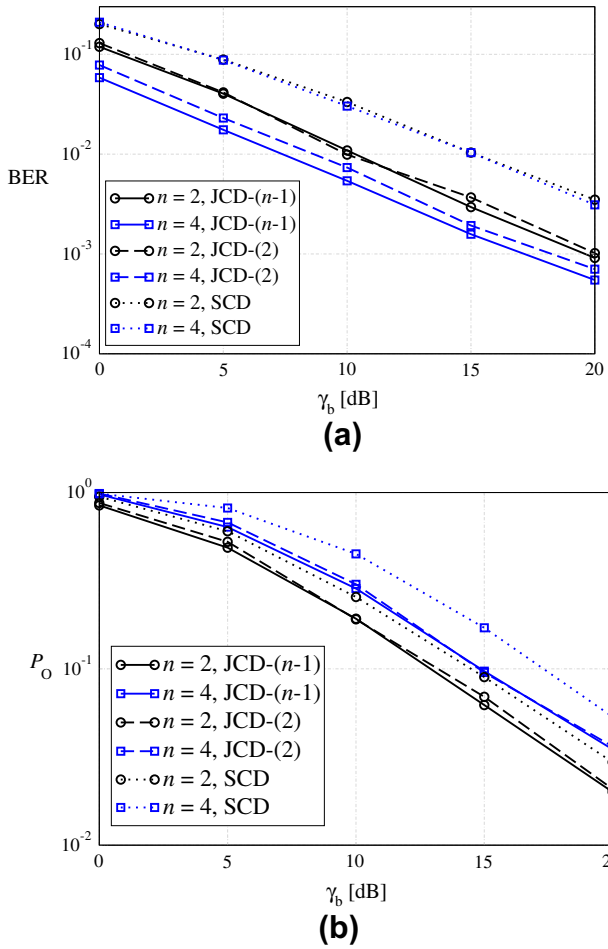 10⁻¹
10⁻²
BER
n = 2, JCD-(n-1)
n = 4, JCD-(n-1)
n = 2, JCD-(2)
n = 4, JCD-(2)
n = 2, SCD
n = 4, SCD
10⁻³
10⁻⁴
0 5 10 15 20
γb [dB]
(a)
10⁰
P_O
10⁻¹
n = 2, JCD-(n-1)
n = 4, JCD-(n-1)
n = 2, JCD-(2)
n = 4, JCD-(2)
n = 2, SCD
n = 4, SCD
10⁻²
0 5 10 15 2
γb [dB]
(b)